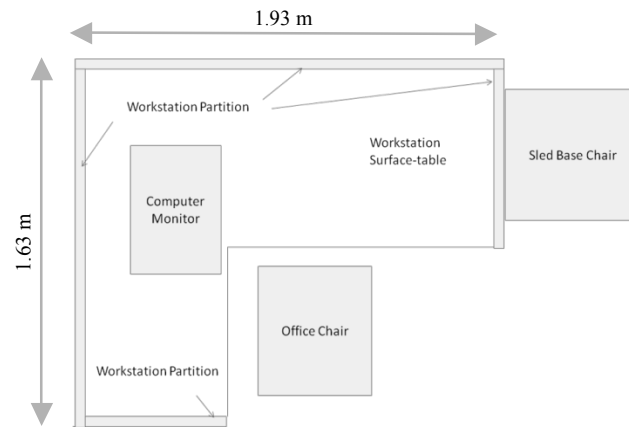 1.93 m
Workstation Partition
Workstation
Surface-table
Sled Base Chair
Computer
Monitor
1.63 m
Office Chair
Workstation Partition